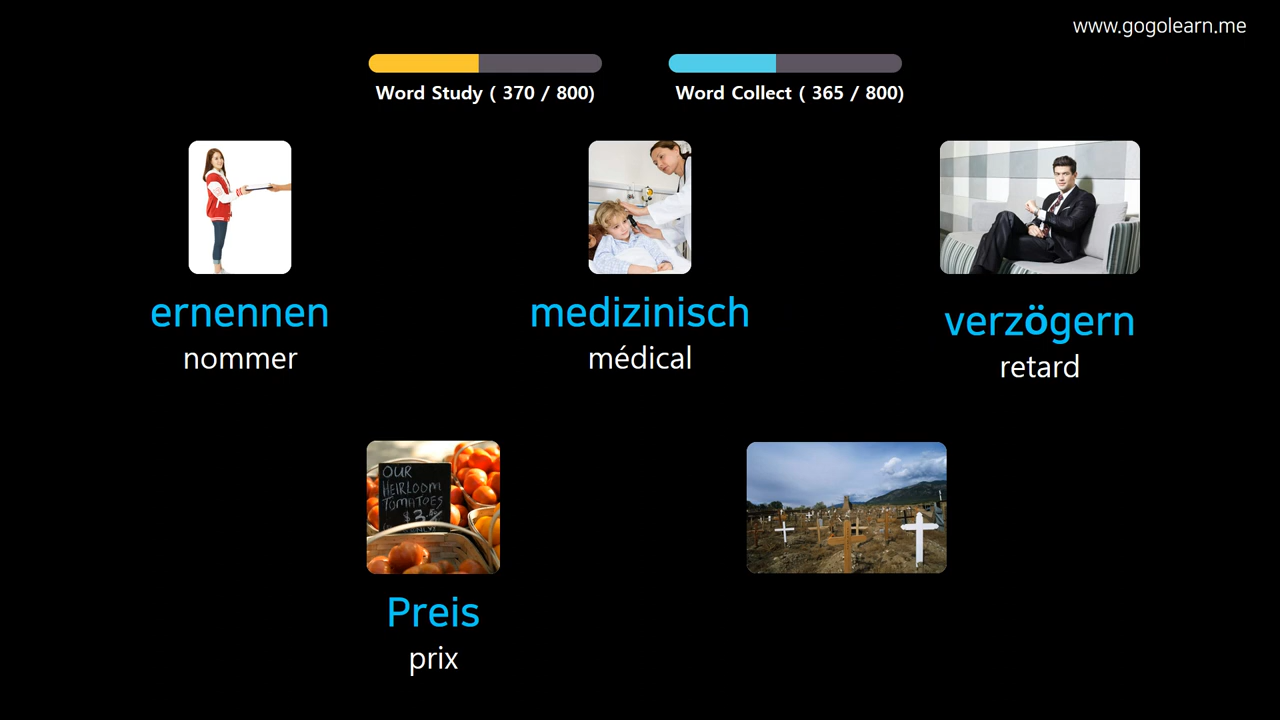 www.gogolearn.me
Word Study ( 370 / 800)
Word Collect ( 365 / 800)
ernennen
nommer
medizinisch
médical
verzögern
retard
OUR
HEIRLOOM
TOMATOES
Preis
prix